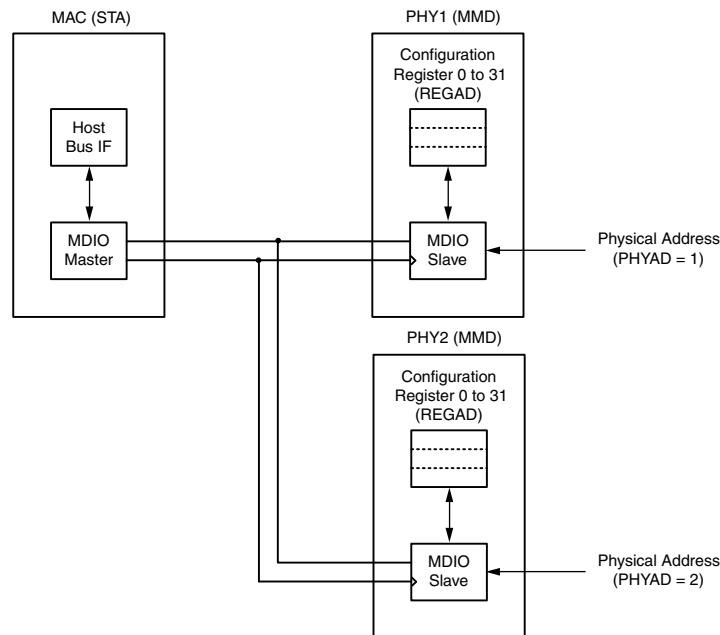 MAC (STA)
Host
Bus IF
MDIO
Master
PHY1 (MMD)
Configuration
Register 0 to 31
(REGAD)
MDIO
Slave
Physical Address
(PHYAD = 1)
PHY2 (MMD)
Configuration
Register 0 to 31
(REGAD)
MDIO
Slave
Physical Address
(PHYAD = 2)